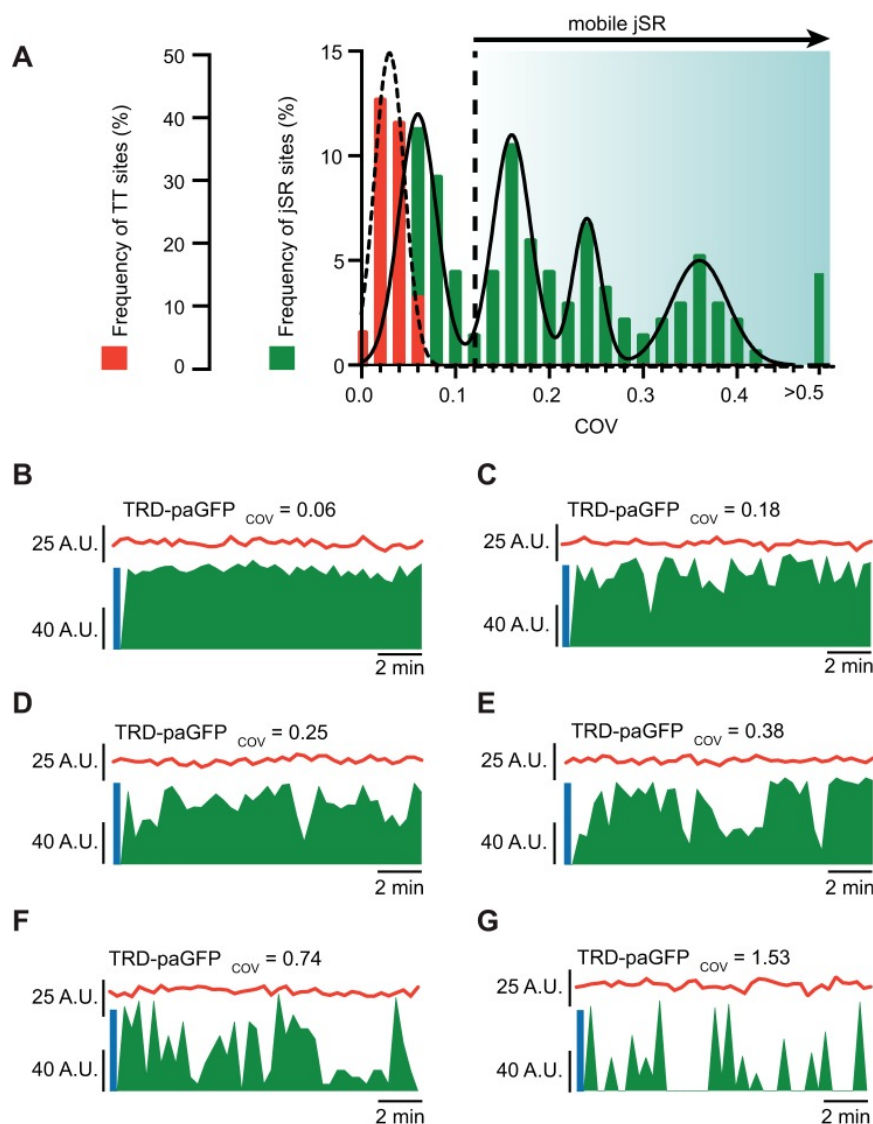 mobile jSR
A
Frequency of TT sites (%)
50
40
30
20
10
0
Frequency of jSR sites (%)
15
10
5
0
0.0 0.1 0.2 0.3 0.4 >0.5
COV
B
TRD-paGFP COV = 0.06
25 A.U.
40 A.U.
2 min
C
TRD-paGFP COV = 0.18
25 A.U.
40 A.U.
2 min
D
TRD-paGFP COV = 0.25
25 A.U.
40 A.U.
2 min
E
TRD-paGFP COV = 0.38
25 A.U.
40 A.U.
2 min
F
TRD-paGFP COV = 0.74
25 A.U.
40 A.U.
2 min
G
TRD-paGFP COV = 1.53
25 A.U.
40 A.U.
2 min